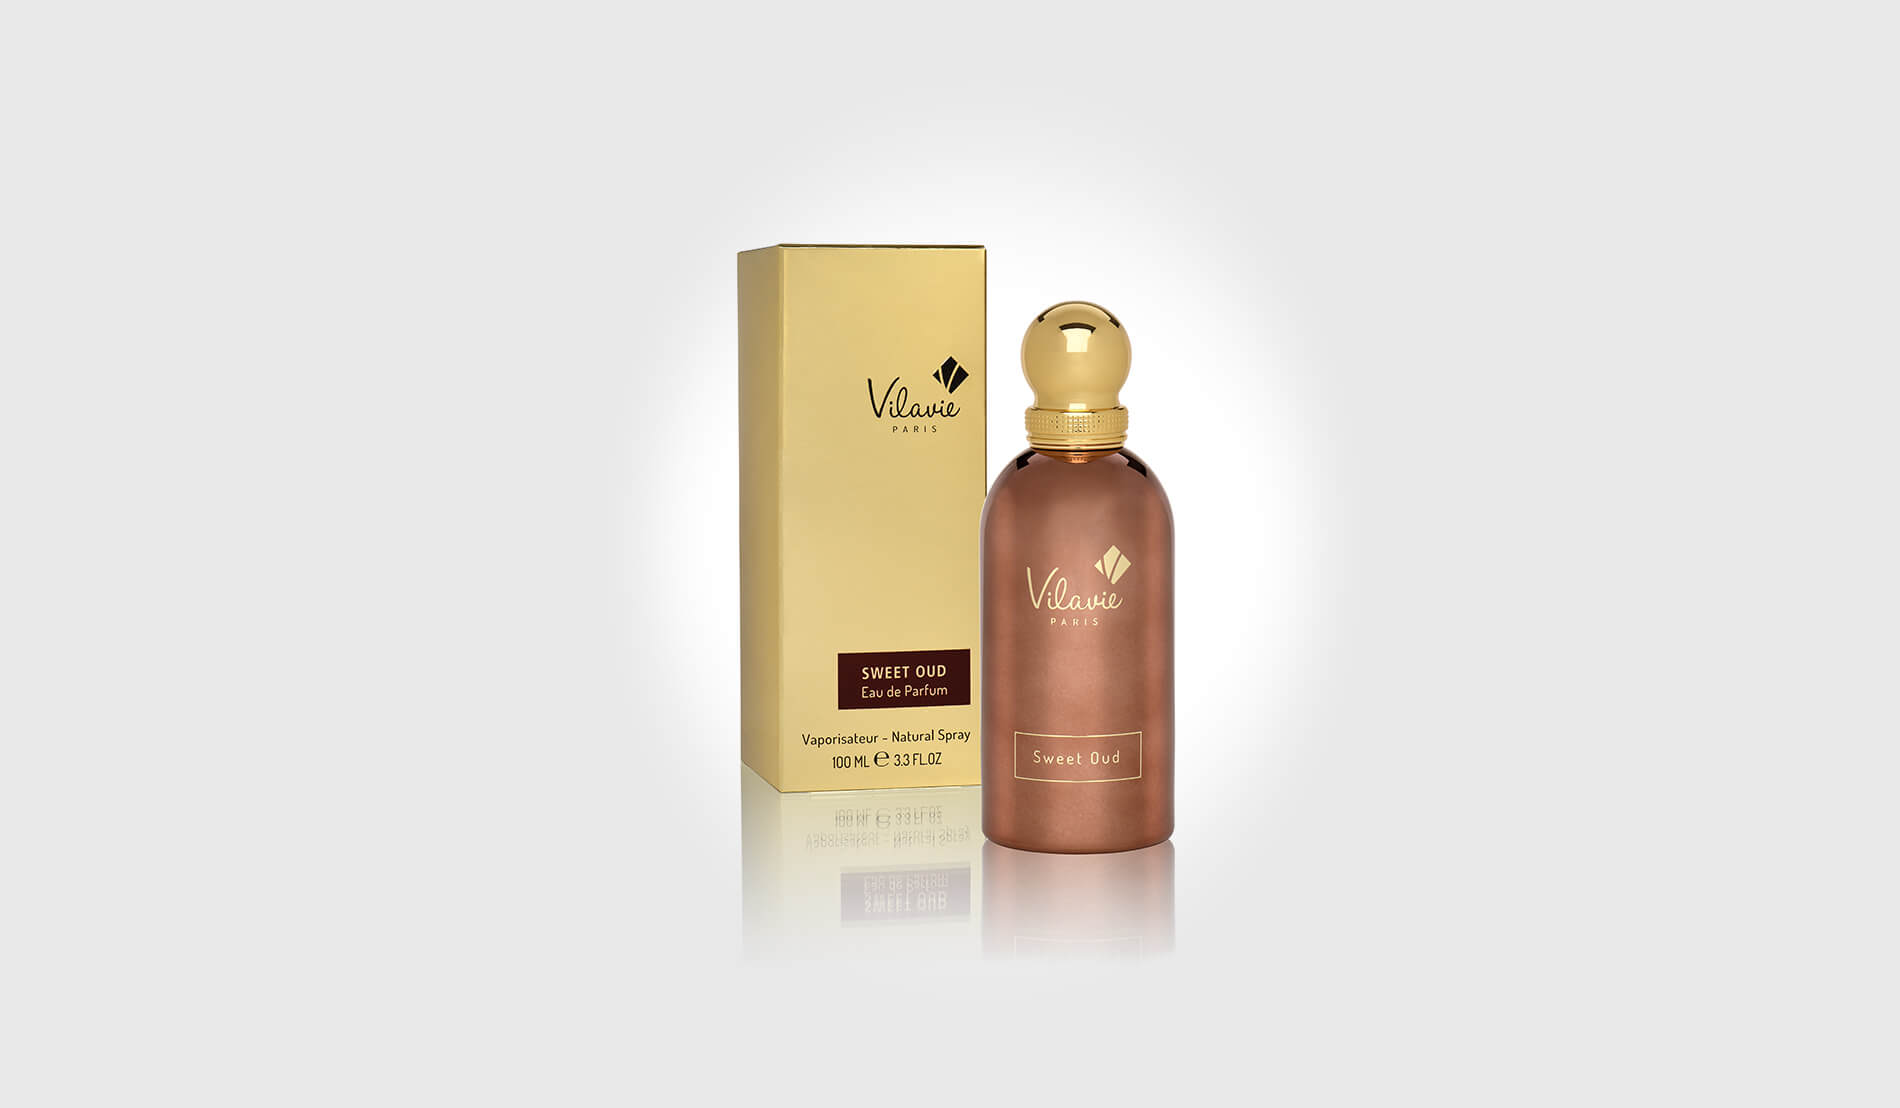 Vilavie
PARIS
SWEET OUD
Eau de Parfum
Vaporisateur - Natural Spray
100 ML ℮ 3.3 FL.OZ
Vilavie
PARIS
Sweet Oud